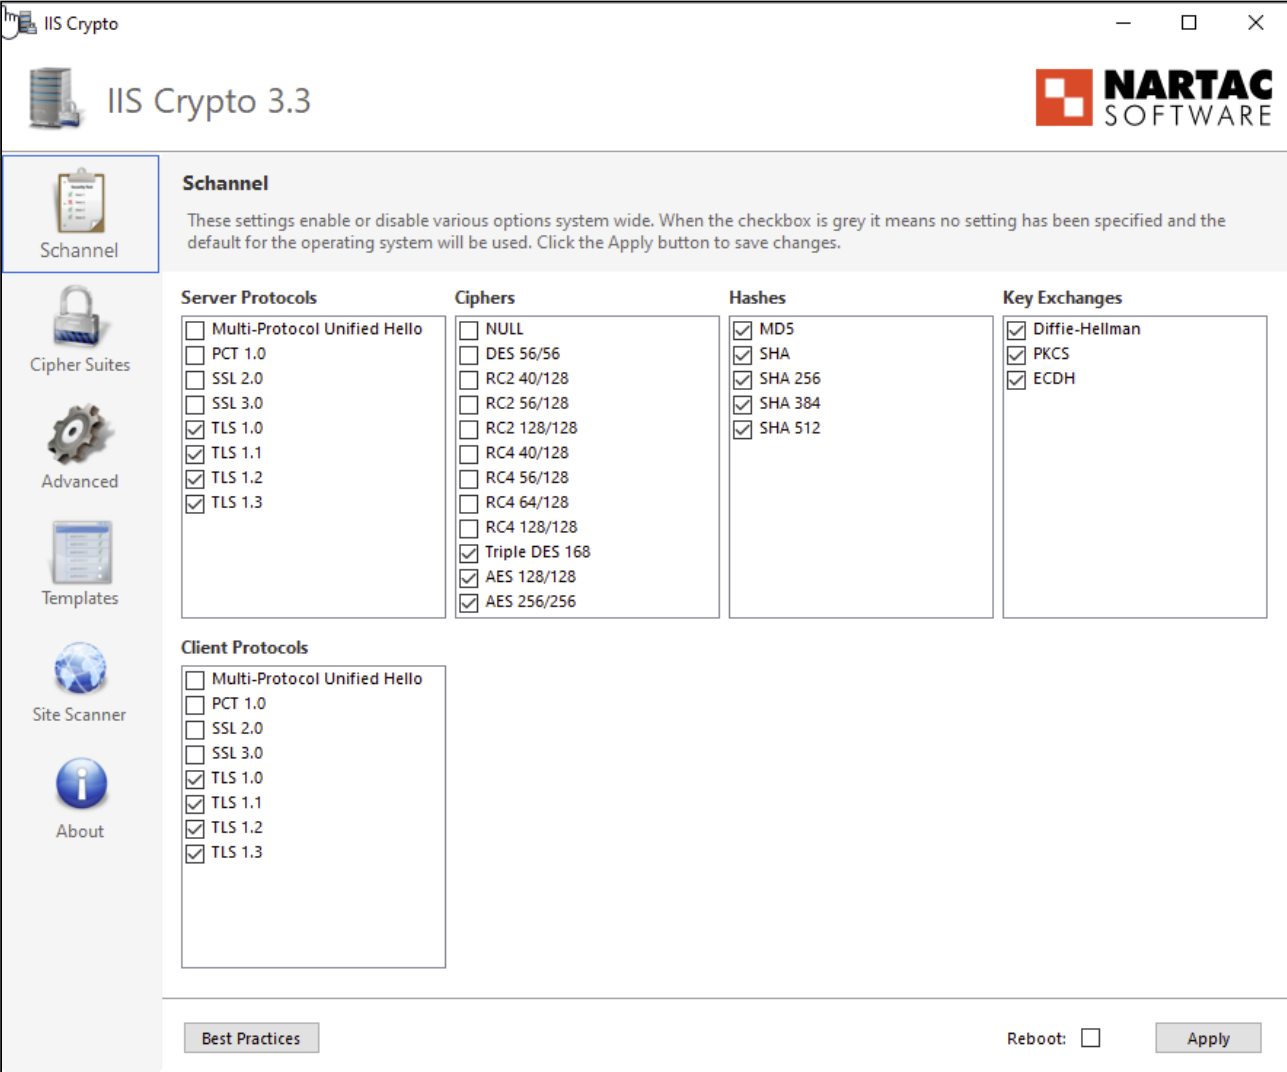 IIS Crypto
IIS Crypto 3.3
NARTAC
SOFTWARE
Schannel
Cipher Suites
Advanced
Templates
Site Scanner
About
Schannel
These settings enable or disable various options system wide. When the checkbox is grey it means no setting has been specified and the
default for the operating system will be used. Click the Apply button to save changes.
Server Protocols
Multi-Protocol Unified Hello
PCT 1.0
SSL 2.0
SSL 3.0
TLS 1.0
TLS 1.1
TLS 1.2
TLS 1.3
Ciphers
NULL
DES 56/56
RC2 40/128
RC2 56/128
RC2 128/128
RC4 40/128
RC4 56/128
RC4 64/128
RC4 128/128
Triple DES 168
AES 128/128
AES 256/256
Hashes
MD5
SHA
SHA 256
SHA 384
SHA 512
Key Exchanges
Diffie-Hellman
PKCS
ECDH
Client Protocols
Multi-Protocol Unified Hello
PCT 1.0
SSL 2.0
SSL 3.0
TLS 1.0
TLS 1.1
TLS 1.2
TLS 1.3
Best Practices
Reboot:
Apply